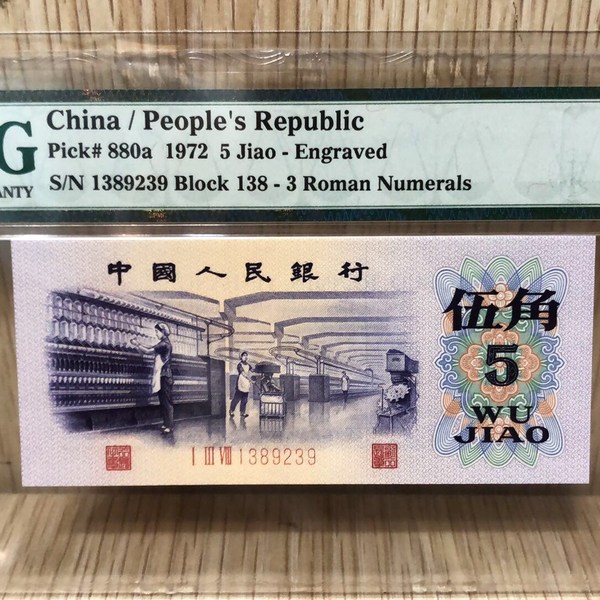 G China / People's Republic
Pick# 880a 1972 5 Jiao - Engraved
ANTY S/N 1389239 Block 138 - 3 Roman Numerals
中國人民銀行
伍角
5
WU
JIAO
I III VIII 1389239